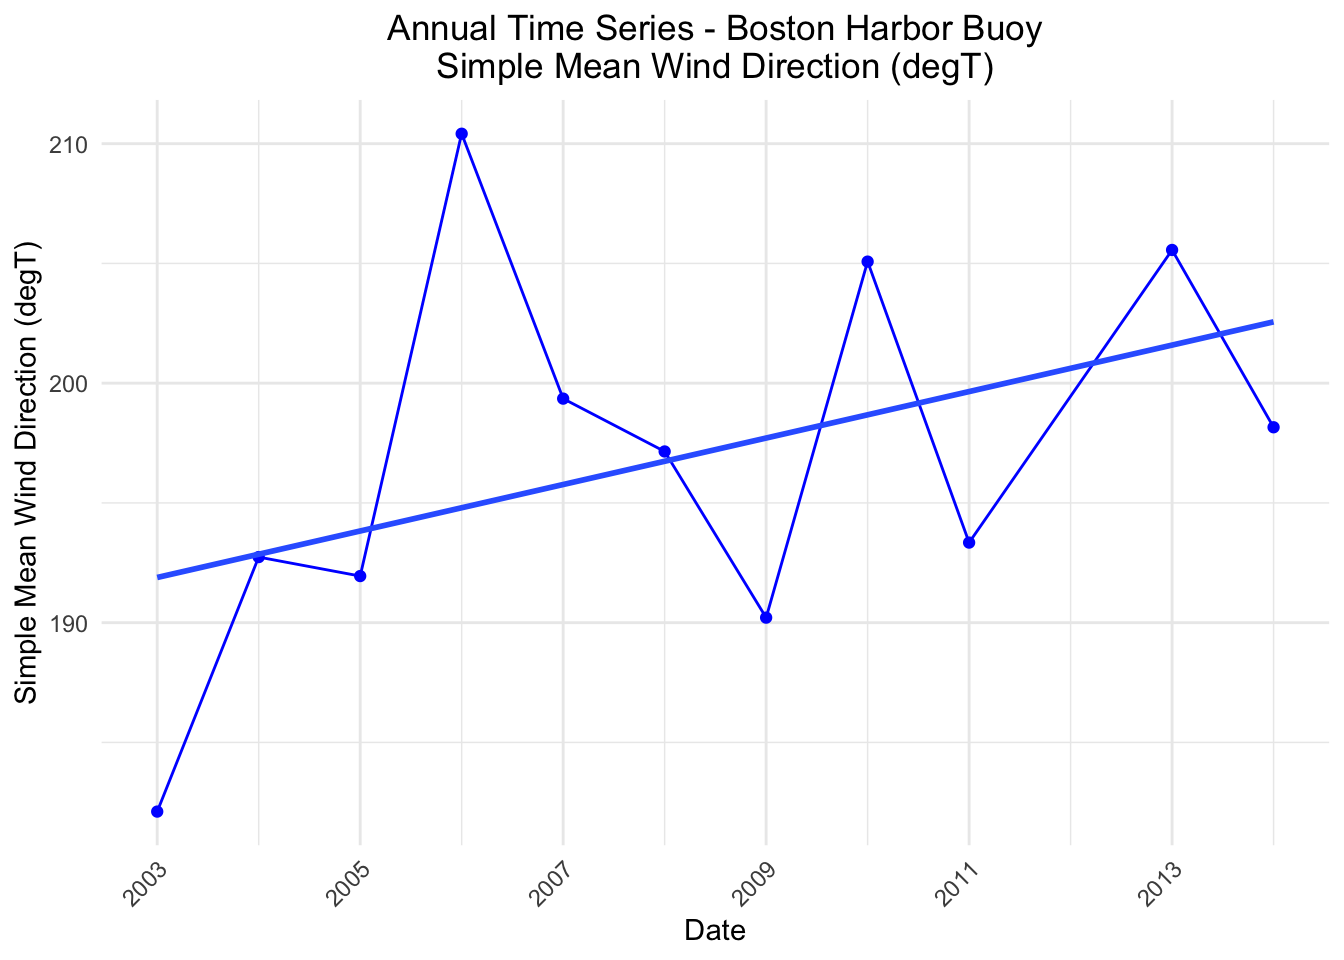 Annual Time Series - Boston Harbor Buoy
Simple Mean Wind Direction (degT)
Simple Mean Wind Direction (degT)
210
200
190
2003
2005
2007
2009
2011
2013
Date